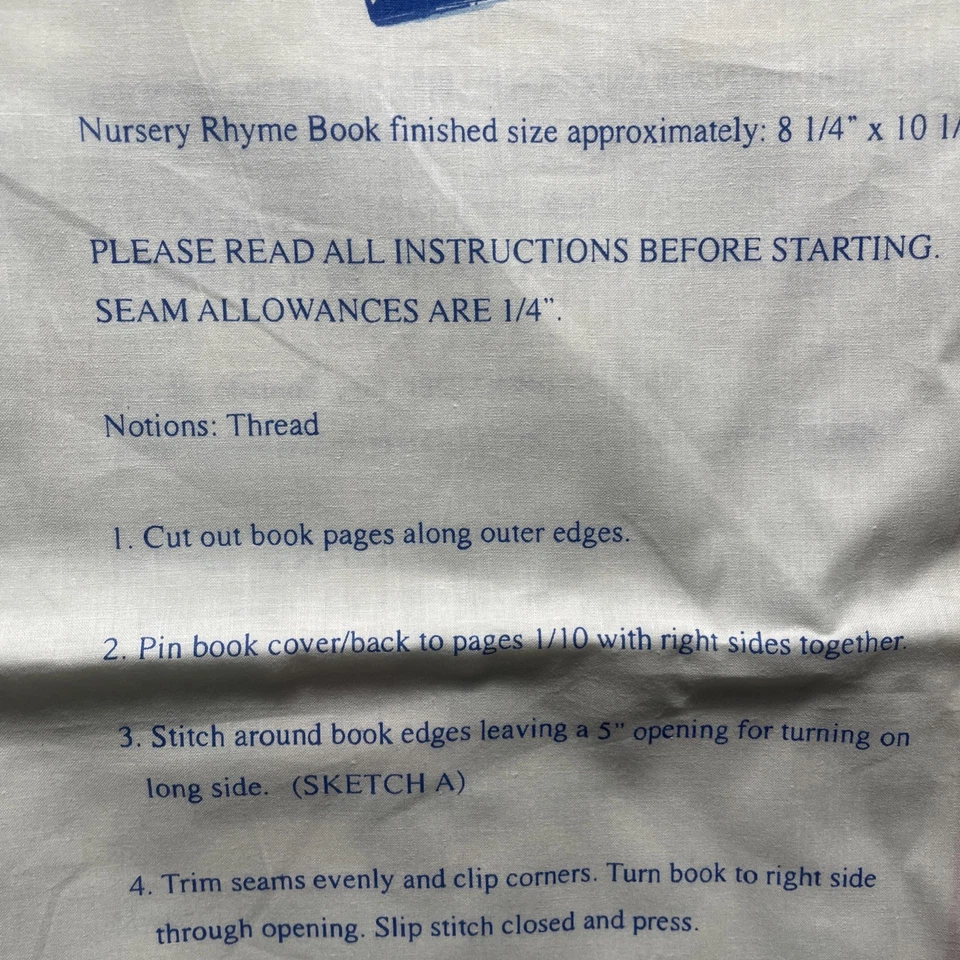 Nursery Rhyme Book finished size approximately: 8 1/4" x 10 1/
PLEASE READ ALL INSTRUCTIONS BEFORE STARTING.
SEAM ALLOWANCES ARE 1/4".
Notions: Thread
1. Cut out book pages along outer edges.
2. Pin book cover/back to pages 1/10 with right sides together.
3. Stitch around book edges leaving a 5" opening for turning on
long side. (SKETCH A)
4. Trim seams evenly and clip corners. Turn book to right side
through opening. Slip stitch closed and press.